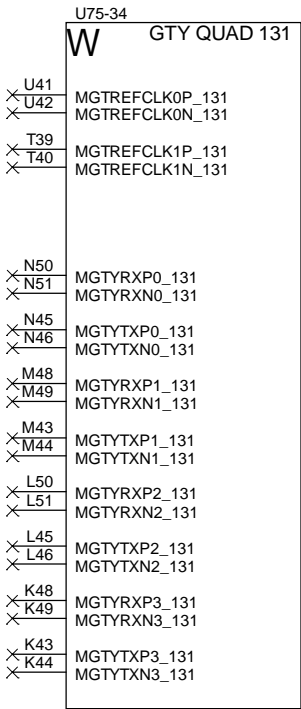 U75-34
W GTY QUAD 131
U41 MGTREFCLK0P_131
U42 MGTREFCLK0N_131
T39 MGTREFCLK1P_131
T40 MGTREFCLK1N_131
N50 MGTYRXP0_131
N51 MGTYRXN0_131
N45 MGTYTXP0_131
N46 MGTYTXN0_131
M48 MGTYRXP1_131
M49 MGTYRXN1_131
M43 MGTYTXP1_131
M44 MGTYTXN1_131
L50 MGTYRXP2_131
L51 MGTYRXN2_131
L45 MGTYTXP2_131
L46 MGTYTXN2_131
K48 MGTYRXP3_131
K49 MGTYRXN3_131
K43 MGTYTXP3_131
K44 MGTYTXN3_131